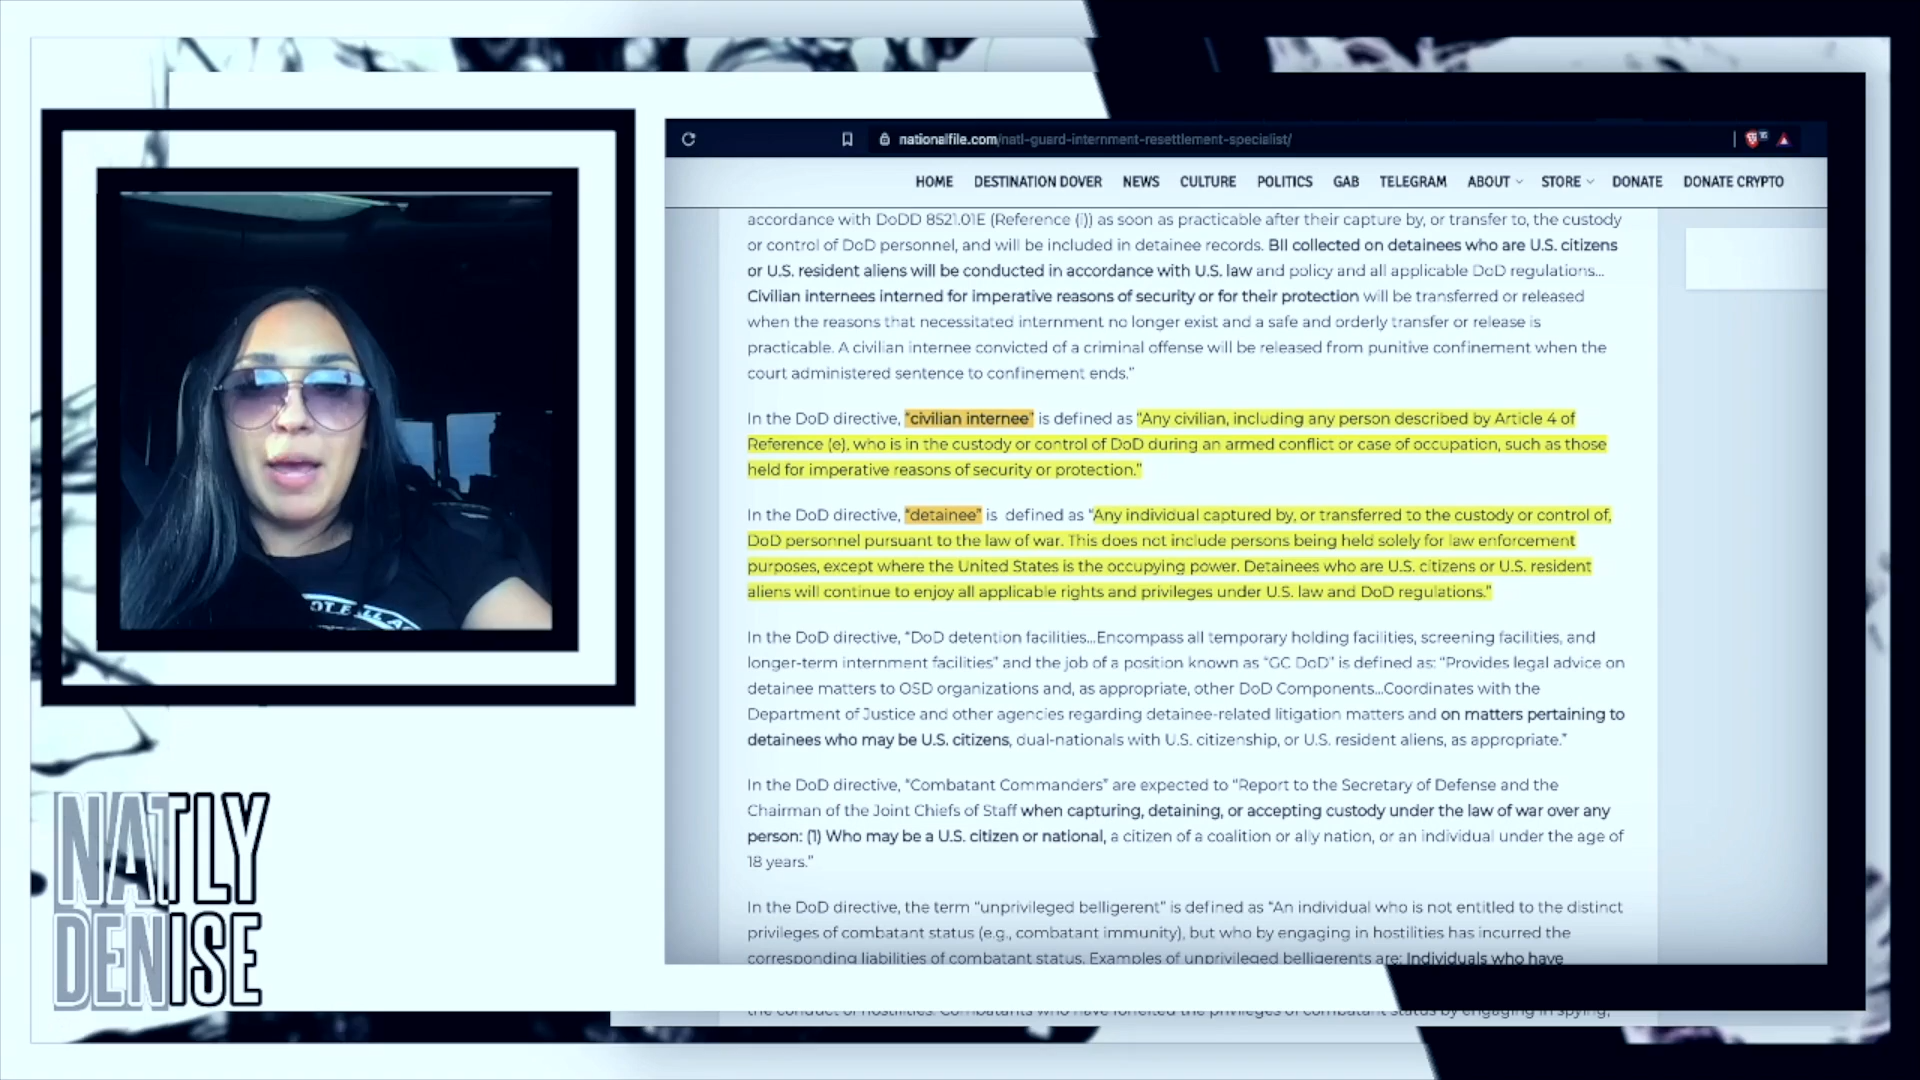 nationalfile.com/natl-guard-internment-resettlement-specialist/
HOME DESTINATION DOVER NEWS CULTURE POLITICS GAB TELEGRAM ABOUT STORE DONATE DONATE CRYPTO
accordance with DoDD 8521.01E (Reference (i)) as soon as practicable after their capture by, or transfer to, the custody
or control of DoD personnel, and will be included in detainee records. BII collected on detainees who are U.S. citizens
or U.S. resident aliens will be conducted in accordance with U.S. law and policy and all applicable DoD regulations…
Civilian internees interned for imperative reasons of security or for their protection will be transferred or released
when the reasons that necessitated internment no longer exist and a safe and orderly transfer or release is
practicable. A civilian internee convicted of a criminal offense will be released from punitive confinement when the
court administered sentence to confinement ends.”
In the DoD directive, “civilian internee” is defined as “Any civilian, including any person described by Article 4 of
Reference (e), who is in the custody or control of DoD during an armed conflict or case of occupation, such as those
held for imperative reasons of security or protection.”
In the DoD directive, “detainee” is defined as “Any individual captured by, or transferred to the custody or control of,
DoD personnel pursuant to the law of war. This does not include persons being held solely for law enforcement
purposes, except where the United States is the occupying power. Detainees who are U.S. citizens or U.S. resident
aliens will continue to enjoy all applicable rights and privileges under U.S. law and DoD regulations.”
In the DoD directive, “DoD detention facilities…Encompass all temporary holding facilities, screening facilities, and
longer-term internment facilities” and the job of a position known as “GC DoD” is defined as: “Provides legal advice on
detainee matters to OSD organizations and, as appropriate, other DoD Components…Coordinates with the
Department of Justice and other agencies regarding detainee-related litigation matters and on matters pertaining to
detainees who may be U.S. citizens, dual-nationals with U.S. citizenship, or U.S. resident aliens, as appropriate.”
In the DoD directive, “Combatant Commanders” are expected to “Report to the Secretary of Defense and the
Chairman of the Joint Chiefs of Staff when capturing, detaining, or accepting custody under the law of war over any
person: (1) Who may be a U.S. citizen or national, a citizen of a coalition or ally nation, or an individual under the age of
18 years.”
In the DoD directive, the term “unprivileged belligerent” is defined as “An individual who is not entitled to the distinct
privileges of combatant status (e.g., combatant immunity), but who by engaging in hostilities has incurred the
corresponding liabilities of combatant status. Examples of unprivileged belligerents are: Individuals who have
the conduct of hostilities. Combatants who have forfeited the privileges of combatant status by engaging in spying,
NATLY
DENISE